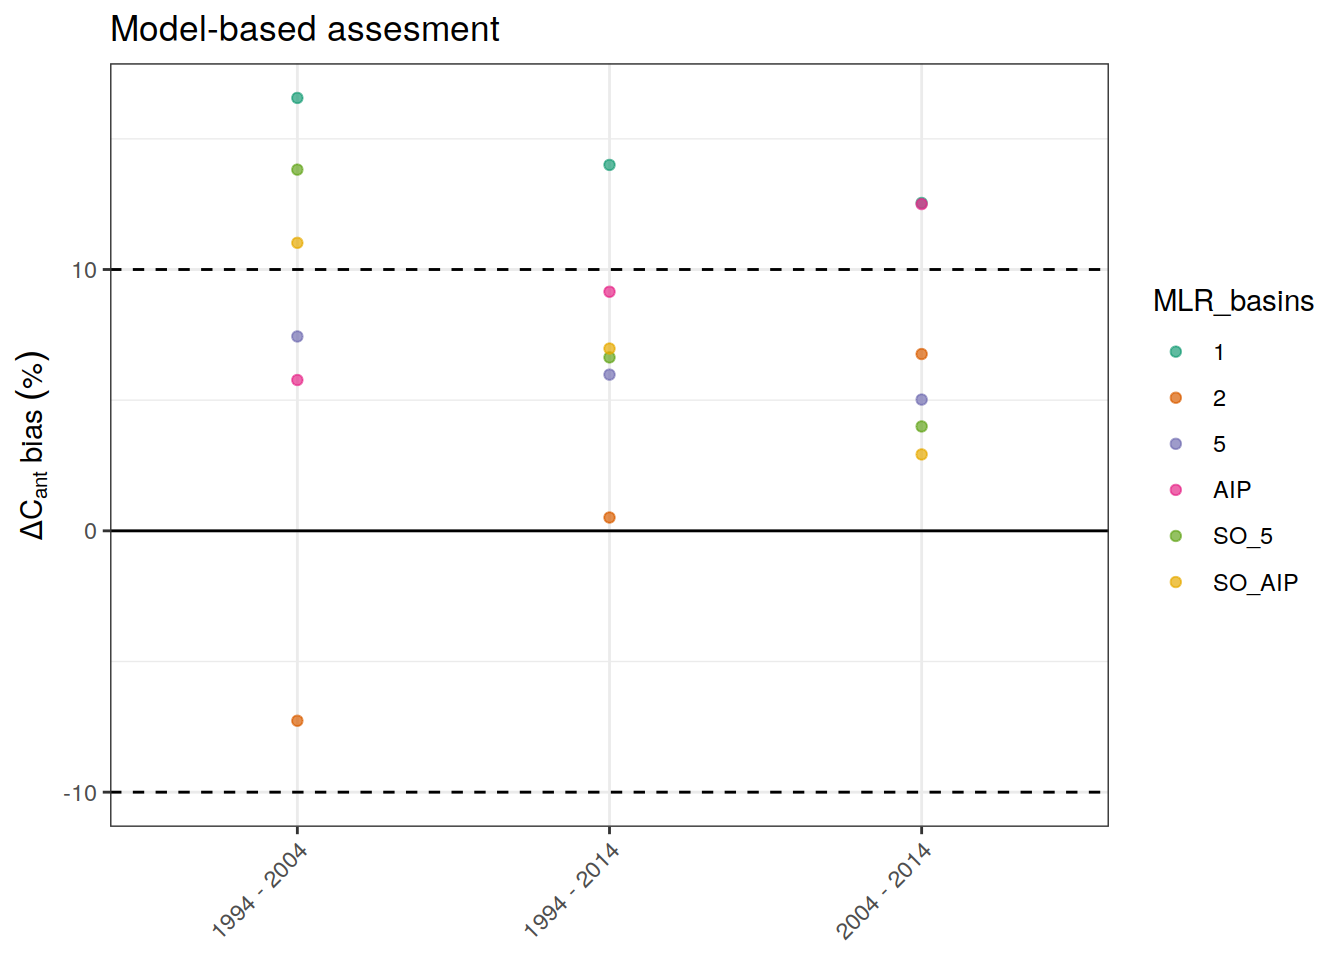 Model-based assesment
ΔCant bias (%)
10
0
-10
1994 - 2004
1994 - 2014
2004 - 2014
MLR_basins
1
2
5
AIP
SO_5
SO_AIP